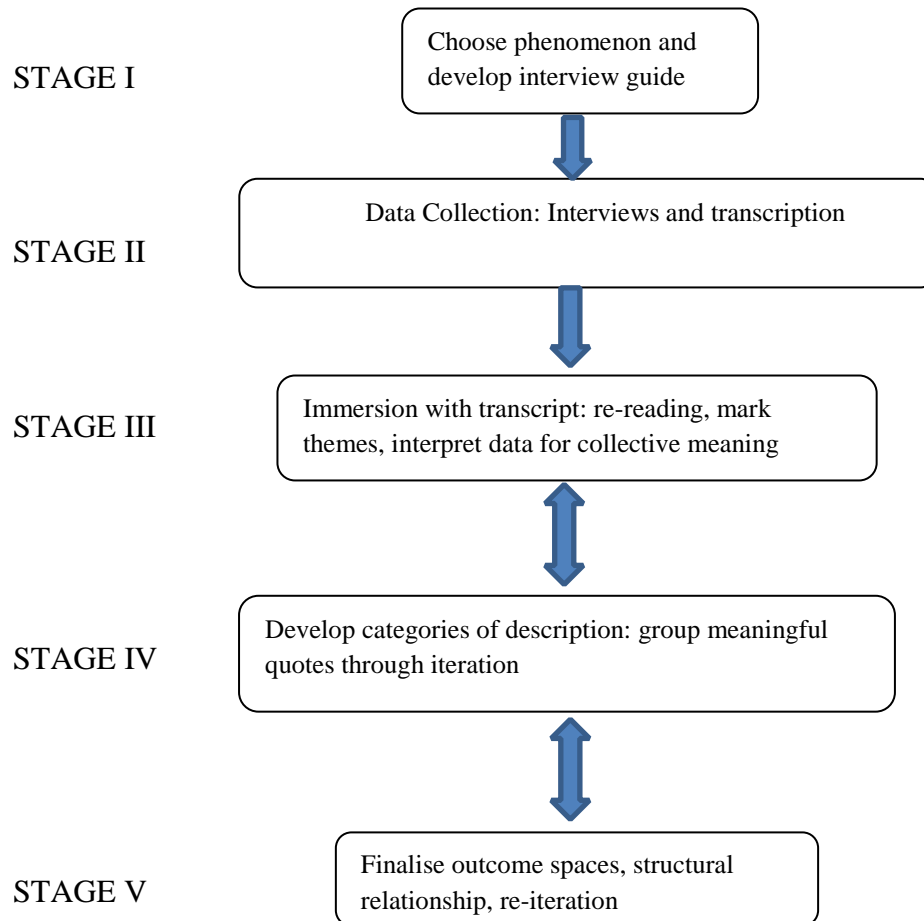 STAGE I
Choose phenomenon and
develop interview guide
STAGE II
Data Collection: Interviews and transcription
STAGE III
Immersion with transcript: re-reading, mark
themes, interpret data for collective meaning
STAGE IV
Develop categories of description: group meaningful
quotes through iteration
STAGE V
Finalise outcome spaces, structural
relationship, re-iteration